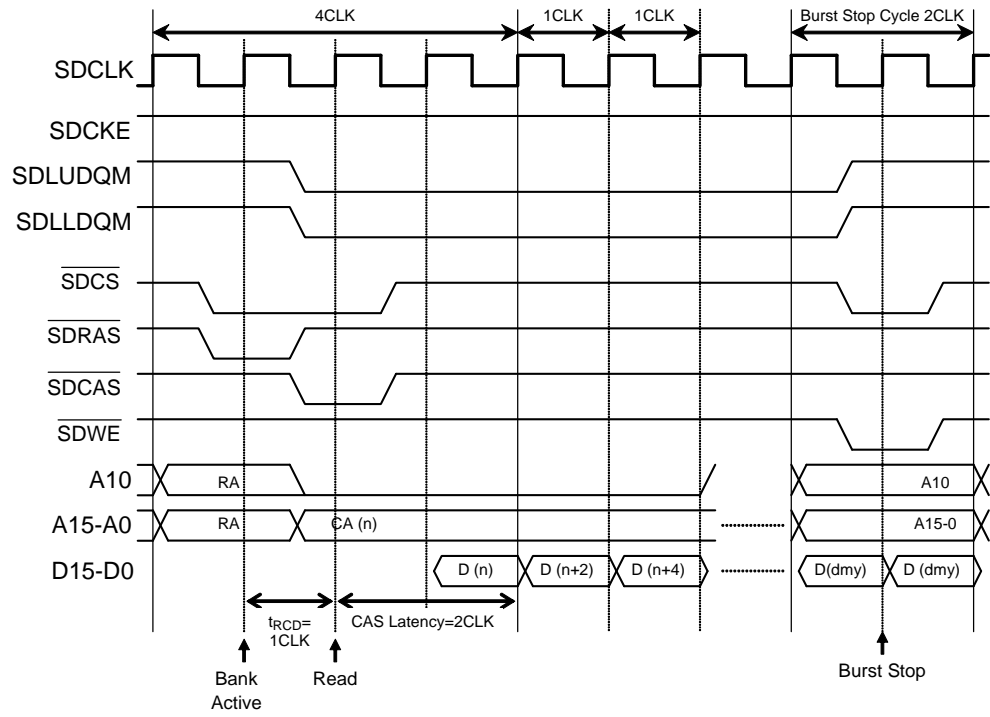 4CLK 1CLK 1CLK Burst Stop Cycle 2CLK
SDCLK
SDCKE
SDLUDQM
SDLLDQM
SDCS
SDRAS
SDCAS
SDWE
A10 RA A10
A15-A0 RA CA (n) A15-0
D15-D0 D (n) D (n+2) D (n+4) D(dmy) D (dmy)
tRCD=
1CLK
CAS Latency=2CLK
Bank
Active
Read
Burst Stop